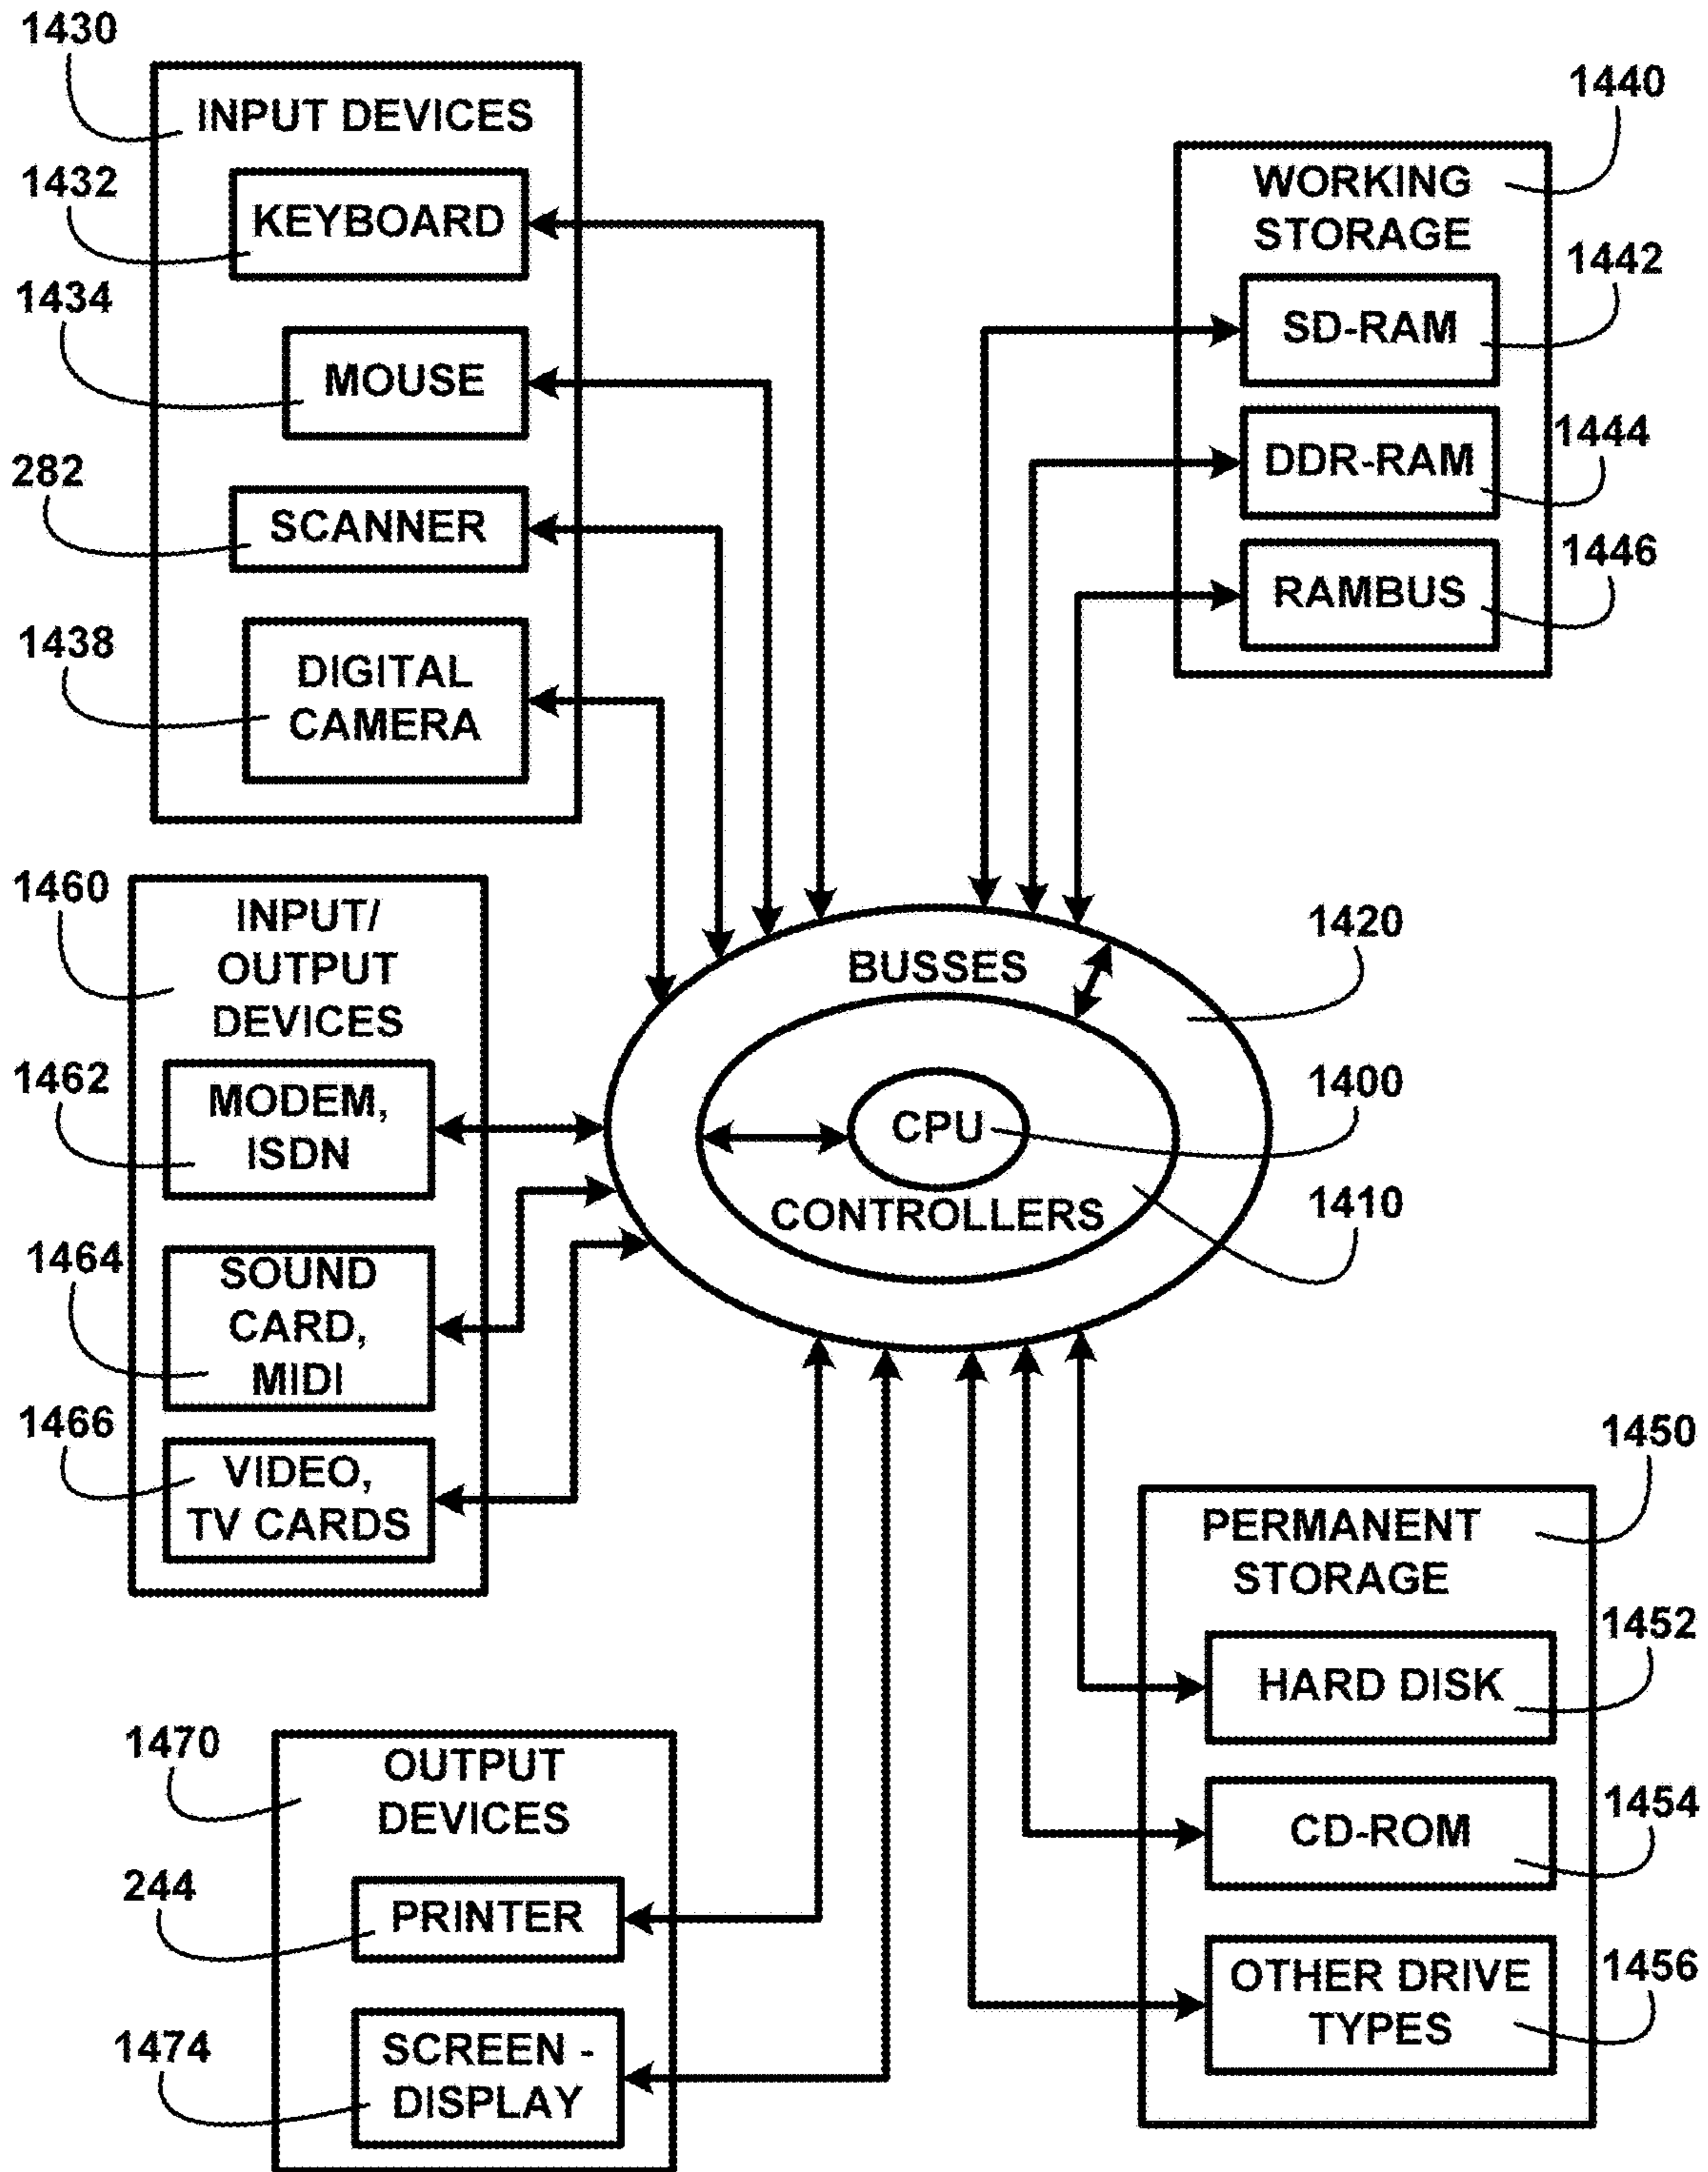 1430
INPUT DEVICES
1432
KEYBOARD
1434
MOUSE
282
SCANNER
1438
DIGITAL
CAMERA
1440
WORKING
STORAGE
1442
SD-RAM
1444
DDR-RAM
1446
RAMBUS
1460
INPUT/
OUTPUT
DEVICES
1462
MODEM,
ISDN
1464
SOUND
CARD,
MIDI
1466
VIDEO,
TV CARDS
BUSSES
1420
CPU
1400
CONTROLLERS
1410
1470
OUTPUT
DEVICES
244
PRINTER
1474
SCREEN -
DISPLAY
1450
PERMANENT
STORAGE
1452
HARD DISK
1454
CD-ROM
1456
OTHER DRIVE
TYPES